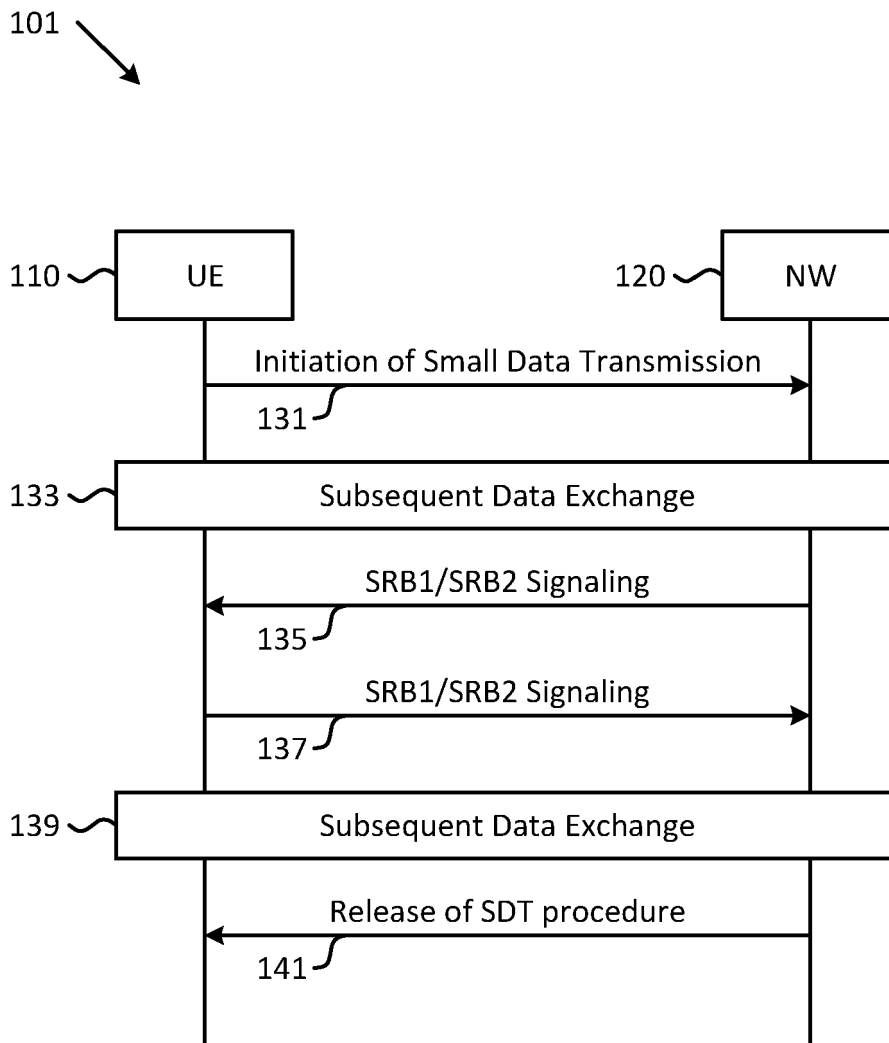 101
110
UE
120
NW
Initiation of Small Data Transmission
131
133
Subsequent Data Exchange
SRB1/SRB2 Signaling
135
SRB1/SRB2 Signaling
137
139
Subsequent Data Exchange
Release of SDT procedure
141